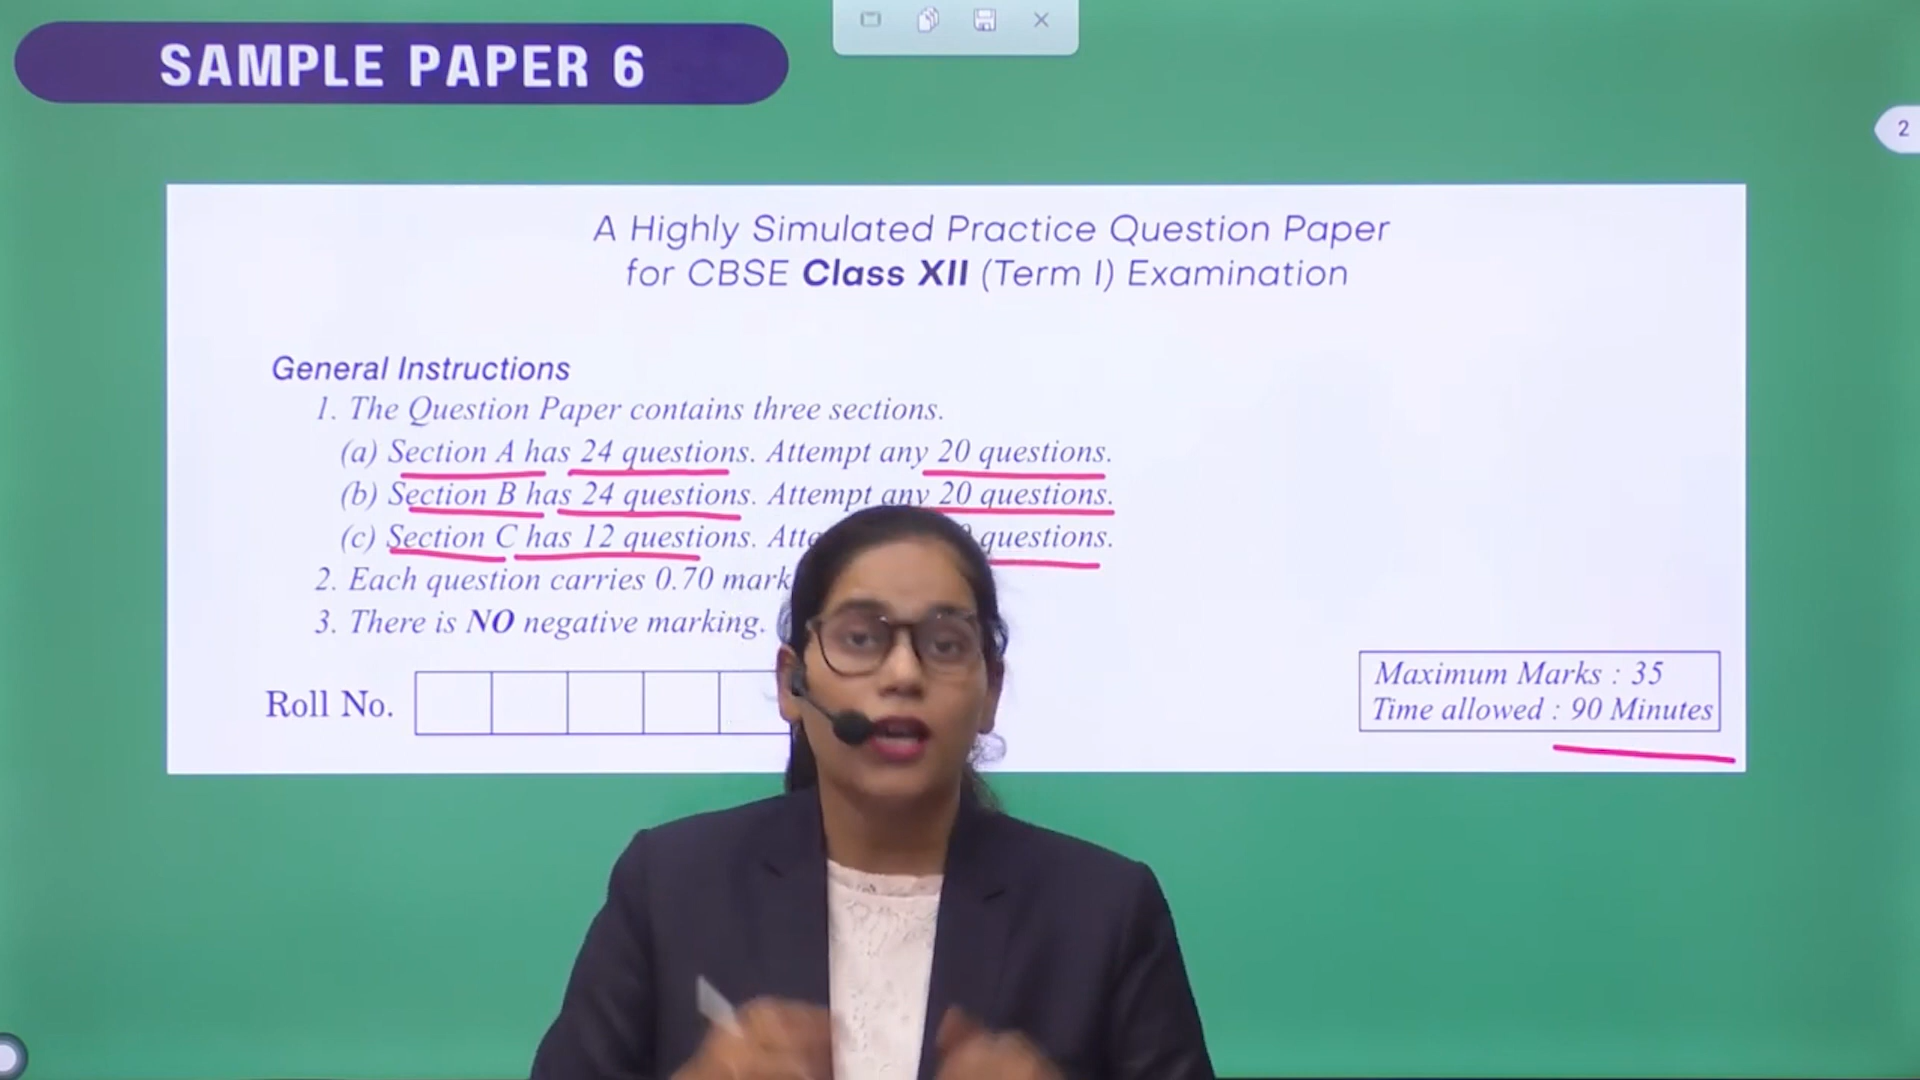 SAMPLE PAPER 6
2
A Highly Simulated Practice Question Paper
for CBSE Class XII (Term I) Examination
General Instructions
1. The Question Paper contains three sections.
(a) Section A has 24 questions. Attempt any 20 questions.
(b) Section B has 24 questions. Attempt any 20 questions.
(c) Section C has 12 questions. questions.
2. Each question carries 0.70
3. There is NO negative marking.
Roll No.
Maximum Marks : 35
Time allowed : 90 Minutes